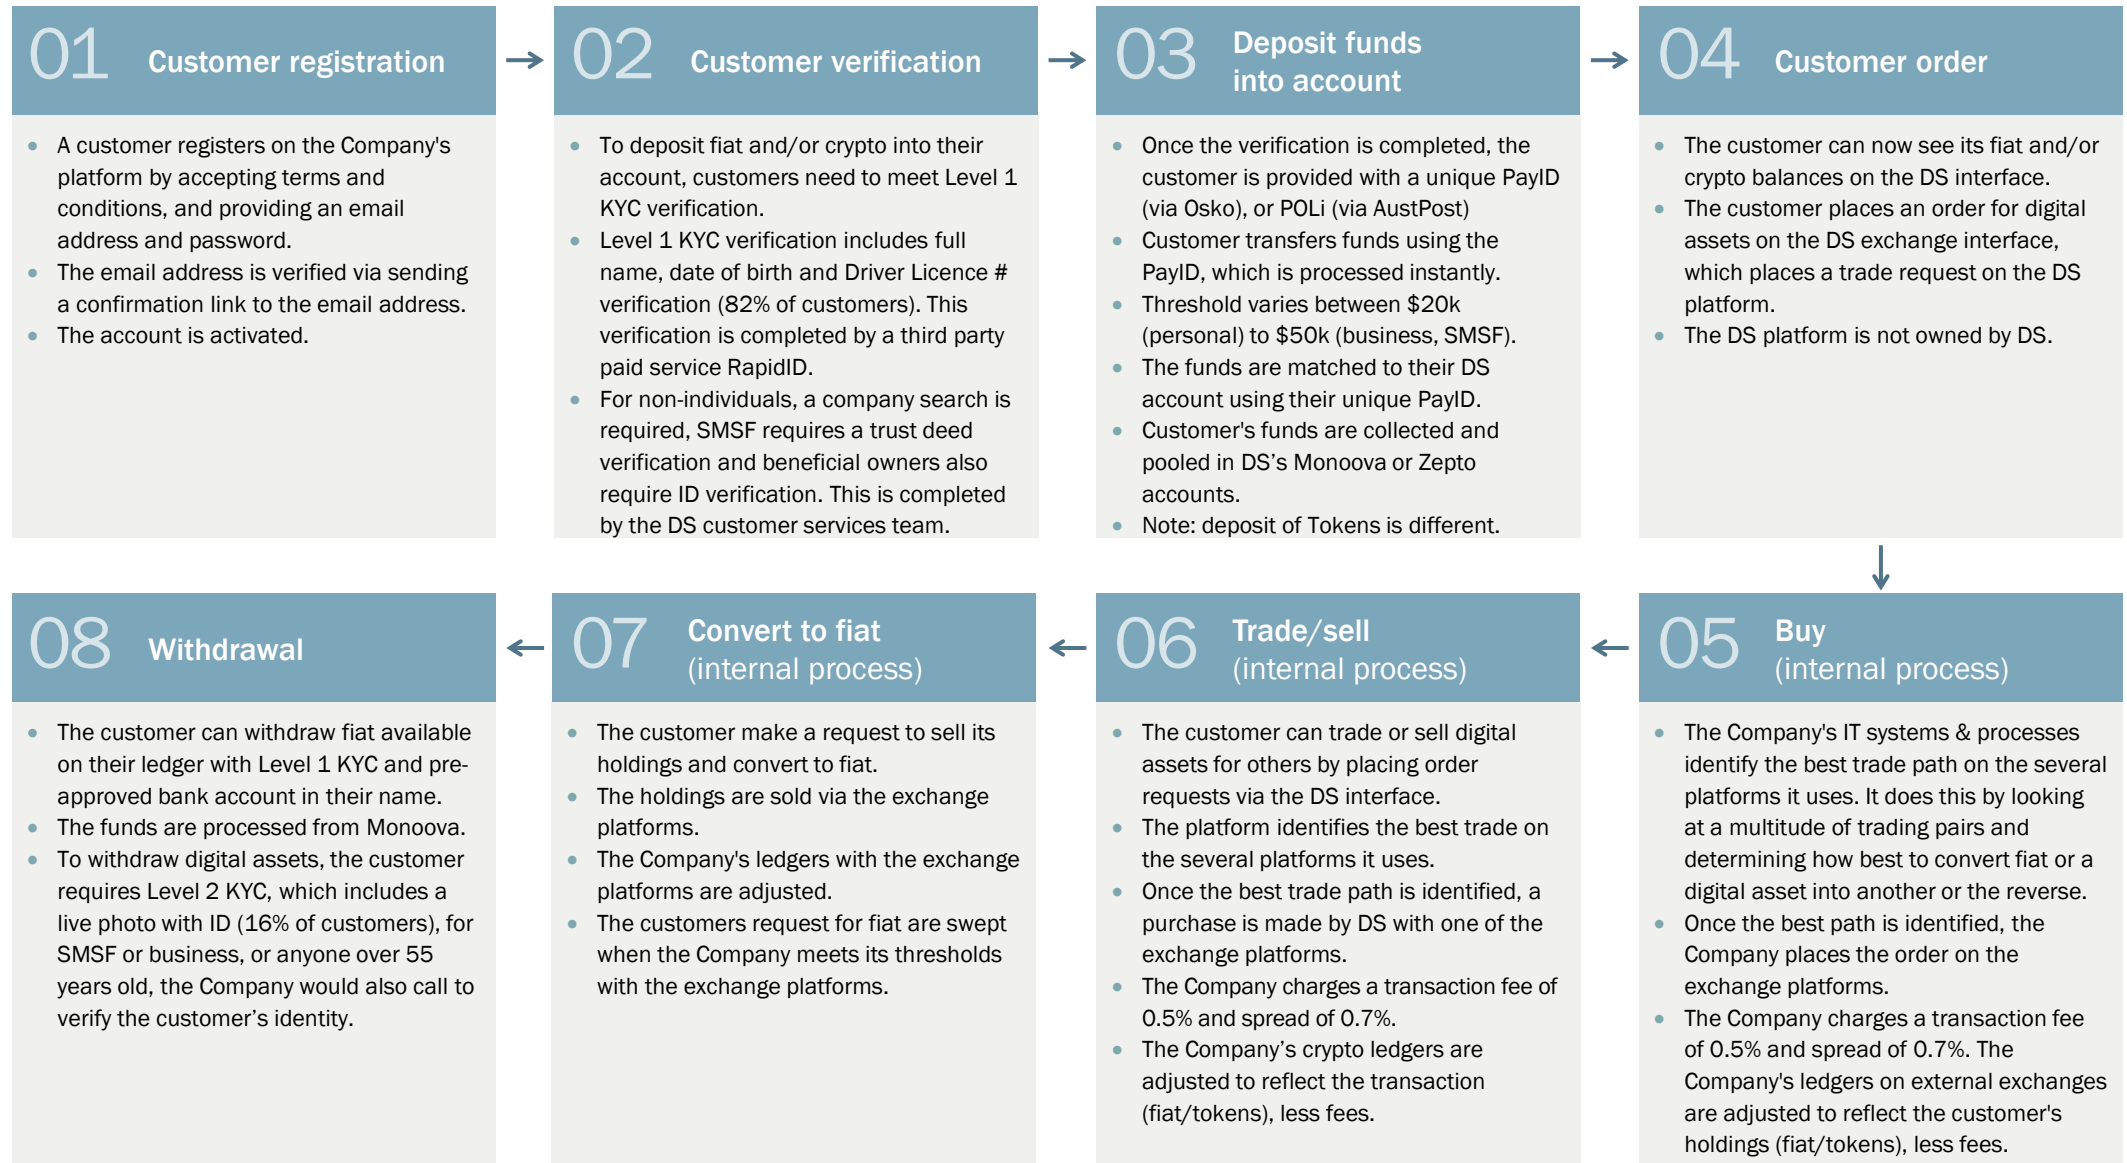 01 Customer registration
A customer registers on the Company's
platform by accepting terms and
conditions, and providing an email
address and password.
The email address is verified via sending
a confirmation link to the email address.
The account is activated.
02 Customer verification
To deposit fiat and/or crypto into their
account, customers need to meet Level 1
KYC verification.
Level 1 KYC verification includes full
name, date of birth and Driver Licence #
verification (82% of customers). This
verification is completed by a third party
paid service RapidID.
For non-individuals, a company search is
required, SMSF requires a trust deed
verification and beneficial owners also
require ID verification. This is completed
by the DS customer services team.
03 Deposit funds
into account
Once the verification is completed, the
customer is provided with a unique PayID
(via Osko), or POLi (via AustPost)
Customer transfers funds using the
PayID, which is processed instantly.
Threshold varies between $20k
(personal) to $50k (business, SMSF).
The funds are matched to their DS
account using their unique PayID.
Customer's funds are collected and
pooled in DS’s Monoova or Zepto
accounts.
Note: deposit of Tokens is different.
04 Customer order
The customer can now see its fiat and/or
crypto balances on the DS interface.
The customer places an order for digital
assets on the DS exchange interface,
which places a trade request on the DS
platform.
The DS platform is not owned by DS.
05 Buy
(internal process)
The Company's IT systems & processes
identify the best trade path on the several
platforms it uses. It does this by looking
at a multitude of trading pairs and
determining how best to convert fiat or a
digital asset into another or the reverse.
Once the best path is identified, the
Company places the order on the
exchange platforms.
The Company charges a transaction fee
of 0.5% and spread of 0.7%. The
Company's ledgers on external exchanges
are adjusted to reflect the customer's
holdings (fiat/tokens), less fees.
06 Trade/sell
(internal process)
The customer can trade or sell digital
assets for others by placing order
requests via the DS interface.
The platform identifies the best trade on
the several platforms it uses.
Once the best trade path is identified, a
purchase is made by DS with one of the
exchange platforms.
The Company charges a transaction fee of
0.5% and spread of 0.7%.
The Company’s crypto ledgers are
adjusted to reflect the transaction
(fiat/tokens), less fees.
07 Convert to fiat
(internal process)
The customer make a request to sell its
holdings and convert to fiat.
The holdings are sold via the exchange
platforms.
The Company's ledgers with the exchange
platforms are adjusted.
The customers request for fiat are swept
when the Company meets its thresholds
with the exchange platforms.
08 Withdrawal
The customer can withdraw fiat available
on their ledger with Level 1 KYC and pre-
approved bank account in their name.
The funds are processed from Monoova.
To withdraw digital assets, the customer
requires Level 2 KYC, which includes a
live photo with ID (16% of customers), for
SMSF or business, or anyone over 55
years old, the Company would also call to
verify the customer’s identity.